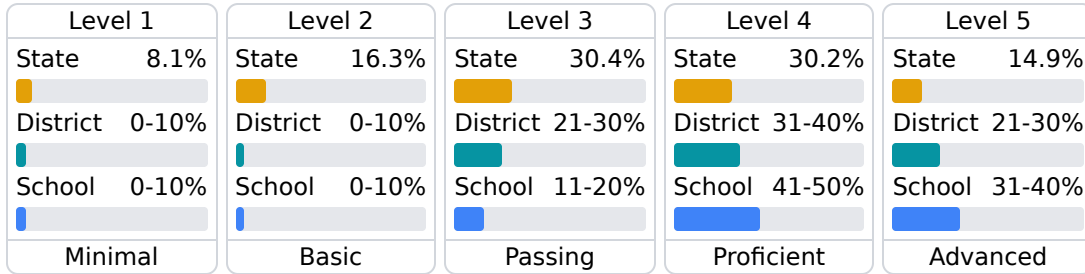 Level 1
State 8.1%
District 0-10%
School 0-10%
Minimal
Level 2
State 16.3%
District 0-10%
School 0-10%
Basic
Level 3
State 30.4%
District 21-30%
School 11-20%
Passing
Level 4
State 30.2%
District 31-40%
School 41-50%
Proficient
Level 5
State 14.9%
District 21-30%
School 31-40%
Advanced